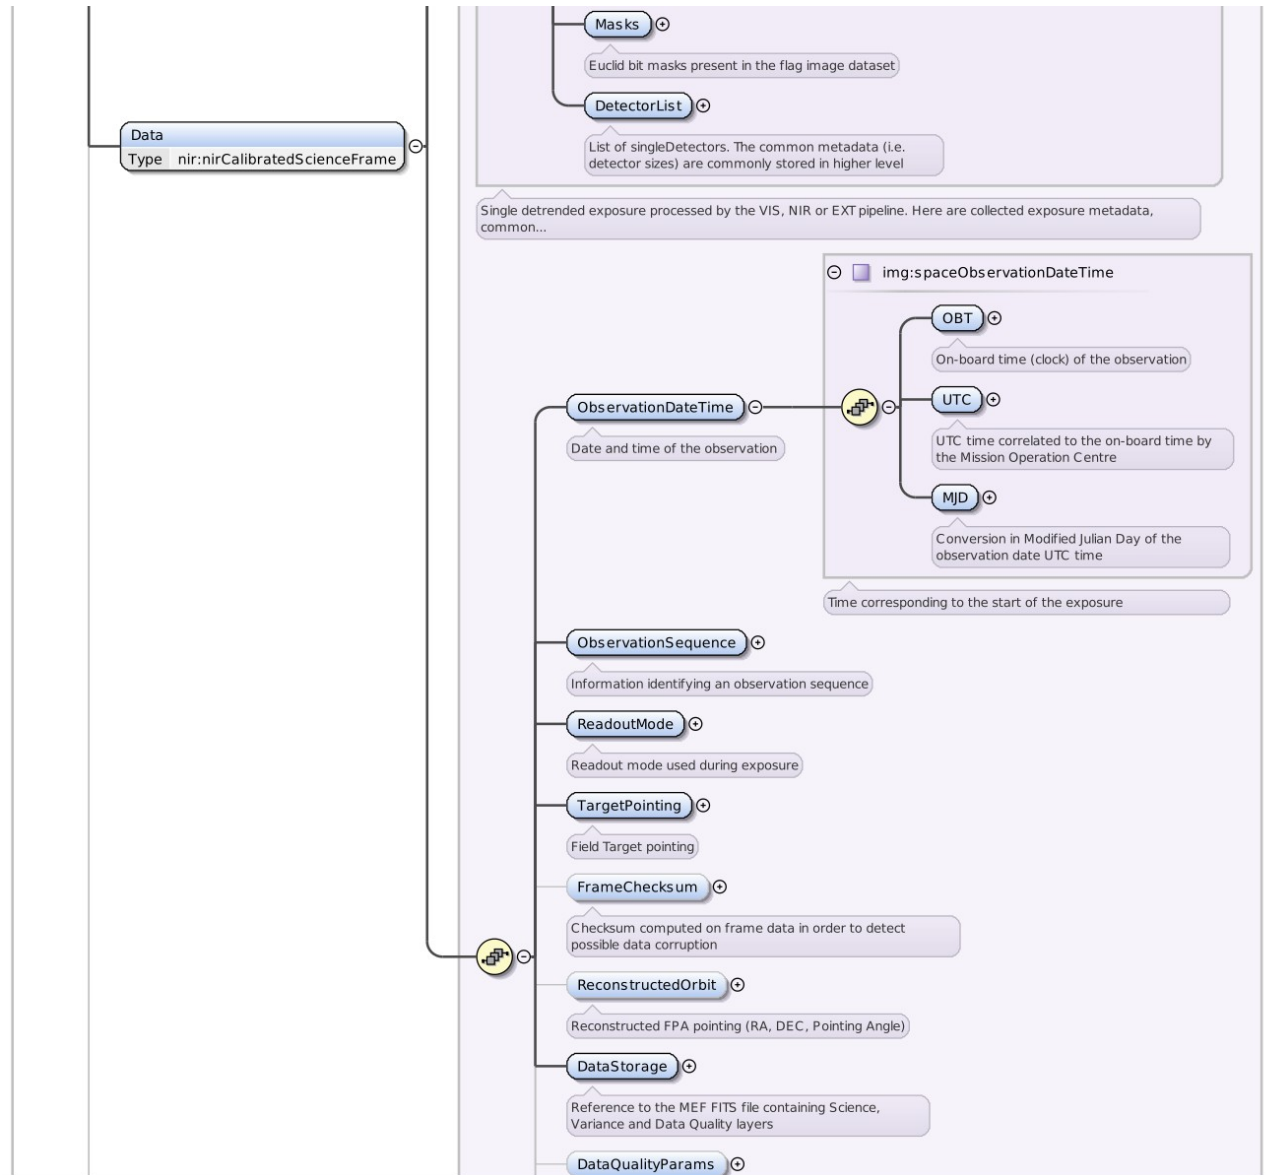 Masks
Euclid bit masks present in the flag image dataset
DetectorList
List of singleDetectors. The common metadata (i.e.
detector sizes) are commonly stored in higher level
Data
Type nir:nirCalibratedScienceFrame
Single detrended exposure processed by the VIS, NIR or EXT pipeline. Here are collected exposure metadata,
common...
img:spaceObservationDateTime
OBT
On-board time (clock) of the observation
UTC
UTC time correlated to the on-board time by
the Mission Operation Centre
MJD
Conversion in Modified Julian Day of the
observation date UTC time
Time corresponding to the start of the exposure
ObservationDateTime
Date and time of the observation
ObservationSequence
Information identifying an observation sequence
ReadoutMode
Readout mode used during exposure
TargetPointing
Field Target pointing
FrameChecksum
Checksum computed on frame data in order to detect
possible data corruption
ReconstructedOrbit
Reconstructed FPA pointing (RA, DEC, Pointing Angle)
DataStorage
Reference to the MEF FITS file containing Science,
Variance and Data Quality layers
DataQualityParams